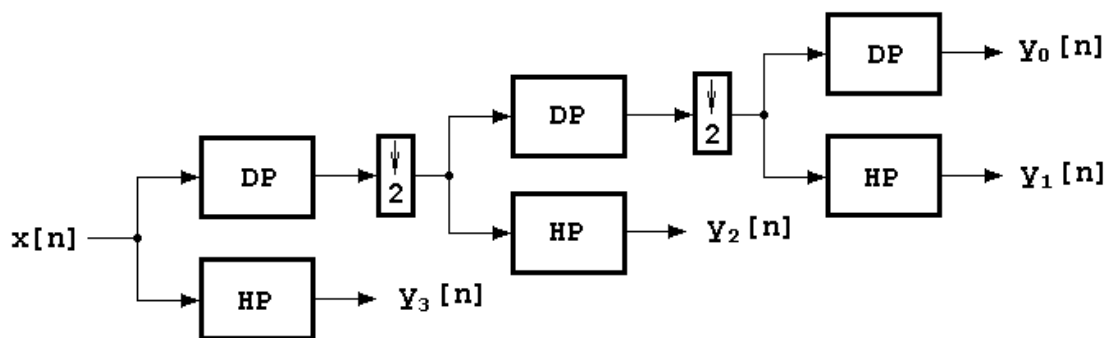 DP
y₀[n]
DP
↓
2
DP
↓
2
HP
y₁[n]
x[n]
HP
y₂[n]
HP
y₃[n]